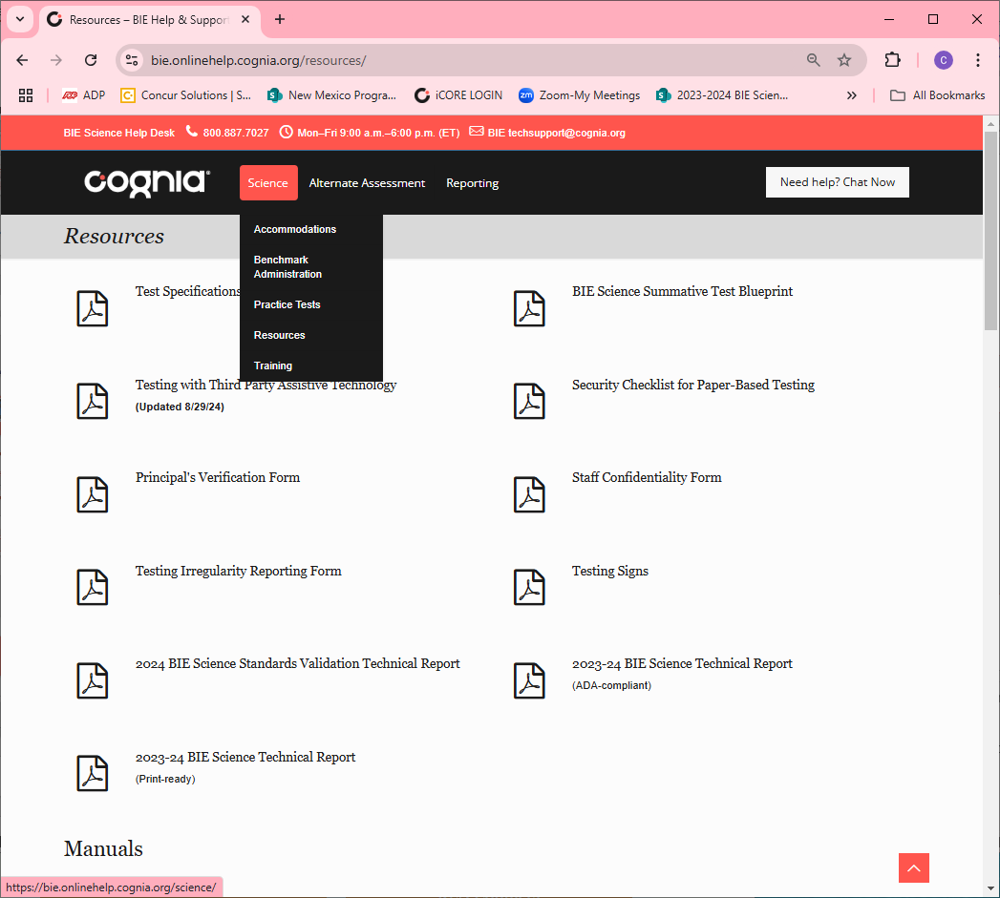 Resources – BIE Help & Suppor
bie.onlinehelp.cognia.org/resources/
C
ADP
Concur Solutions | S...
New Mexico Progra...
iCORE LOGIN
zm Zoom-My Meetings
2023-2024 BIE Scien...
»
All Bookmarks
BIE Science Help Desk 800.887.7027 Mon–Fri 9:00 a.m.–6:00 p.m. (ET) BIE techsupport@cognia.org
cognia®
Science
Alternate Assessment
Reporting
Need help? Chat Now
Resources
Accommodations
Benchmark
Administration
Practice Tests
Resources
Training
Test Specifications
BIE Science Summative Test Blueprint
Testing with Third Party Assistive Technology
(Updated 8/29/24)
Security Checklist for Paper-Based Testing
Principal's Verification Form
Staff Confidentiality Form
Testing Irregularity Reporting Form
Testing Signs
2024 BIE Science Standards Validation Technical Report
2023-24 BIE Science Technical Report
(ADA-compliant)
2023-24 BIE Science Technical Report
(Print-ready)
Manuals
https://bie.onlinehelp.cognia.org/science/